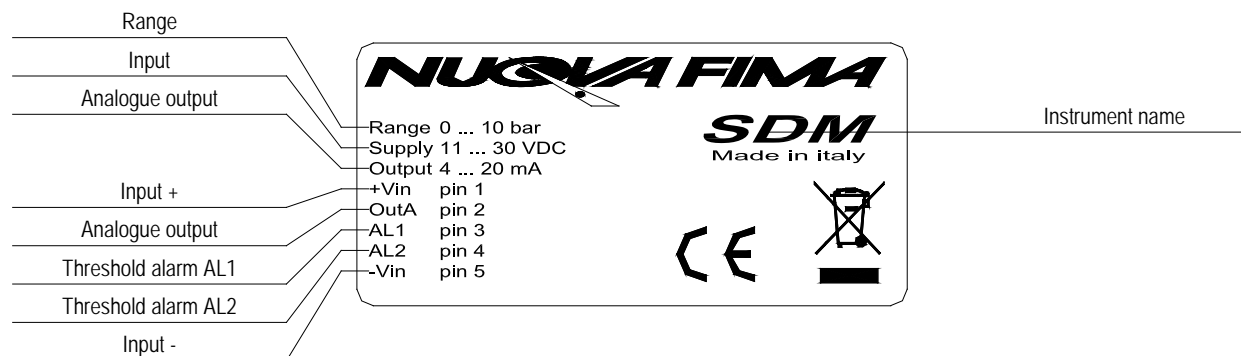 Range
Input
Analogue output
Input +
Analogue output
Threshold alarm AL1
Threshold alarm AL2
Input -
NUOVA FIMA
Range 0 ... 10 bar
Supply 11 ... 30 VDC
Output 4 ... 20 mA
+Vin pin 1
OutA pin 2
AL1 pin 3
AL2 pin 4
-Vin pin 5
SDM
Made in italy
CE
Instrument name